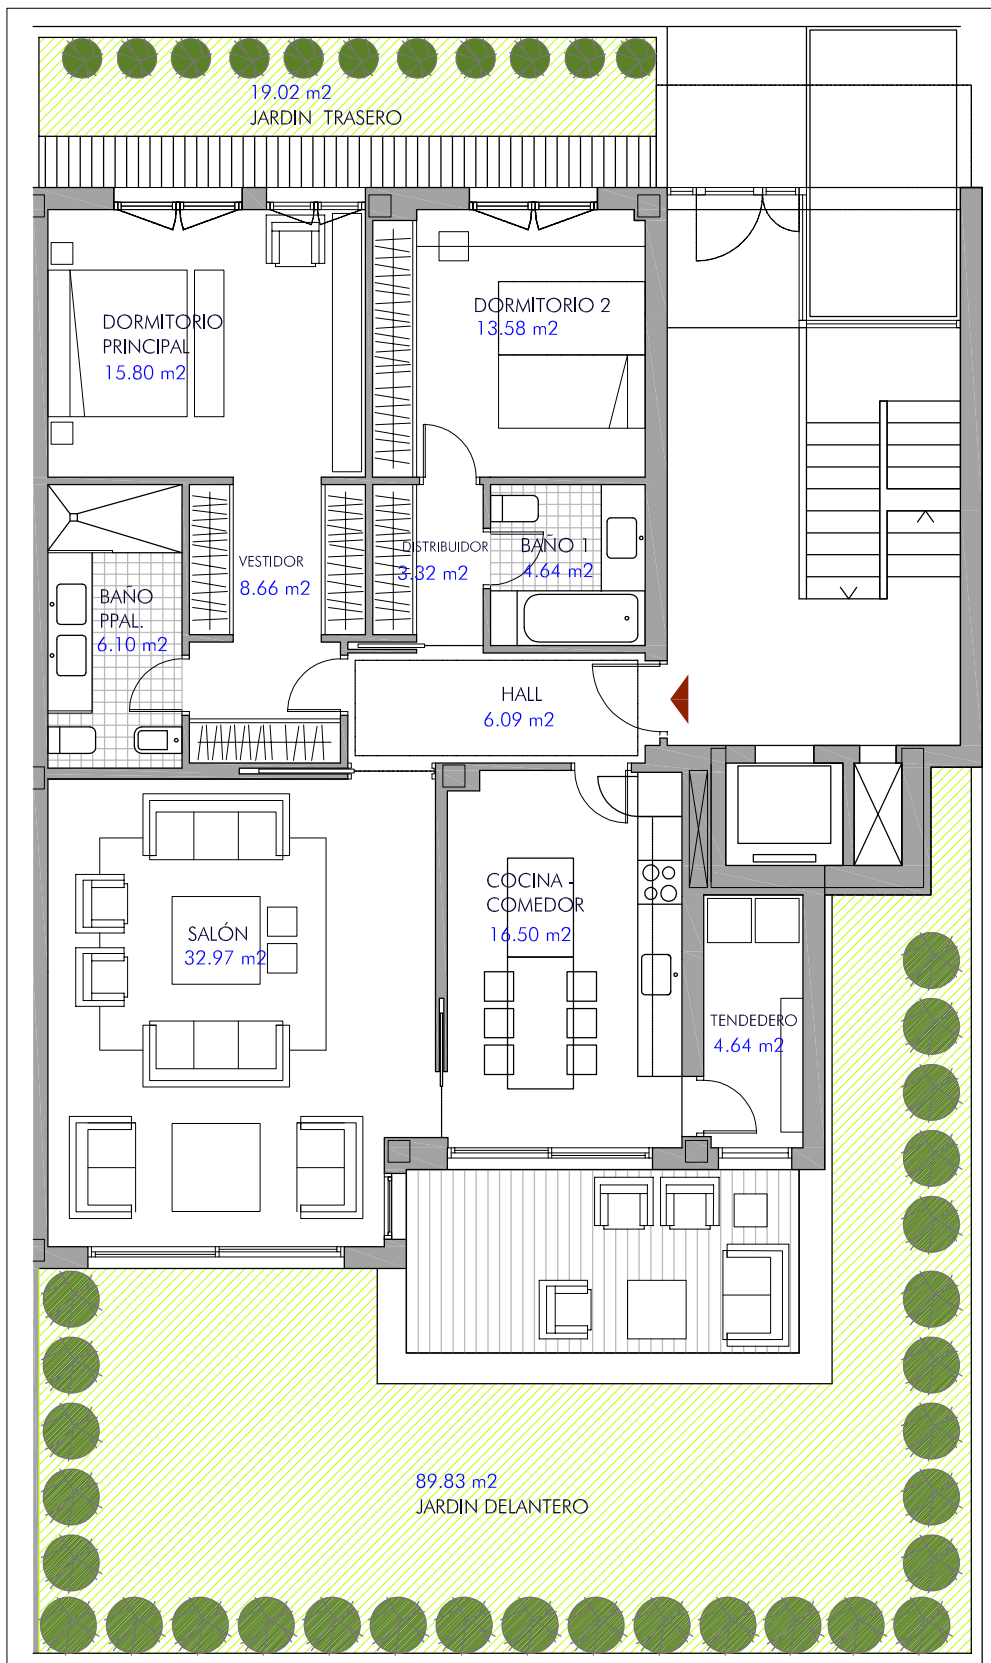 19.02 m2
JARDIN TRASERO
DORMITORIO
PRINCIPAL
15.80 m2
DORMITORIO 2
13.58 m2
VESTIDOR
8.66 m2
DISTRIBUIDOR
3.32 m2
BAÑO 1
4.64 m2
BAÑO
PPAL.
6.10 m2
HALL
6.09 m2
SALÓN
32.97 m2
COCINA -
COMEDOR
16.50 m2
TENDEDERO
4.64 m2
89.83 m2
JARDIN DELANTERO